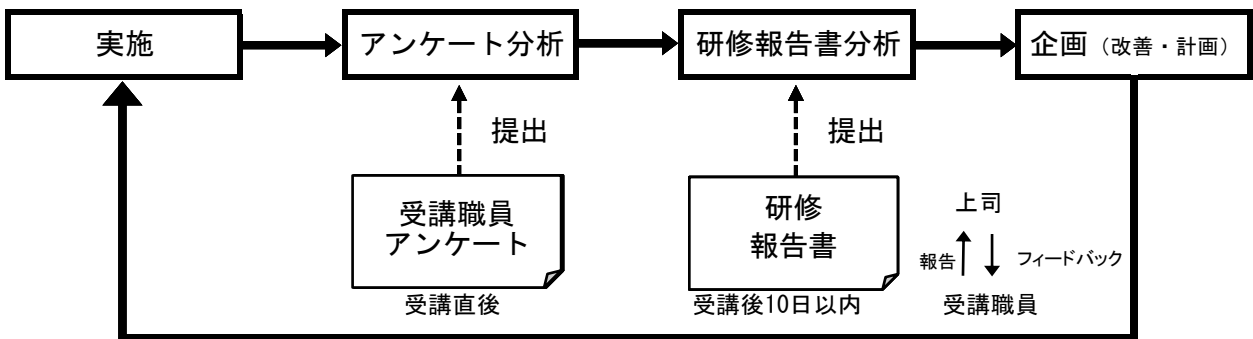 実施
アンケート分析
研修報告書分析
企画（改善・計画）
提出
提出
受講職員
アンケート
研修
報告書
上司
報告
フィードバック
受講直後
受講後10日以内
受講職員